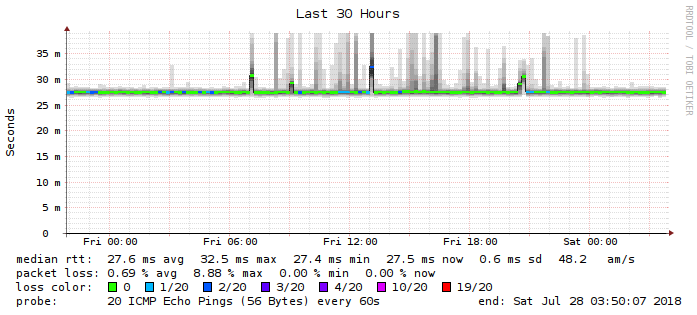 Last 30 Hours
RRDTOOL / TOBI OETIKER
Seconds
35 m
30 m
25 m
20 m
15 m
10 m
5 m
0
Fri 00:00 Fri 06:00 Fri 12:00 Fri 18:00 Sat 00:00
median rtt: 27.6 ms avg 32.5 ms max 27.4 ms min 27.5 ms now 0.6 ms sd 48.2 am/s
packet loss: 0.69 % avg 8.88 % max 0.00 % min 0.00 % now
loss color: 0 1/20 2/20 3/20 4/20 10/20 19/20
probe: 20 ICMP Echo Pings (56 Bytes) every 60s end: Sat Jul 28 03:50:07 2018